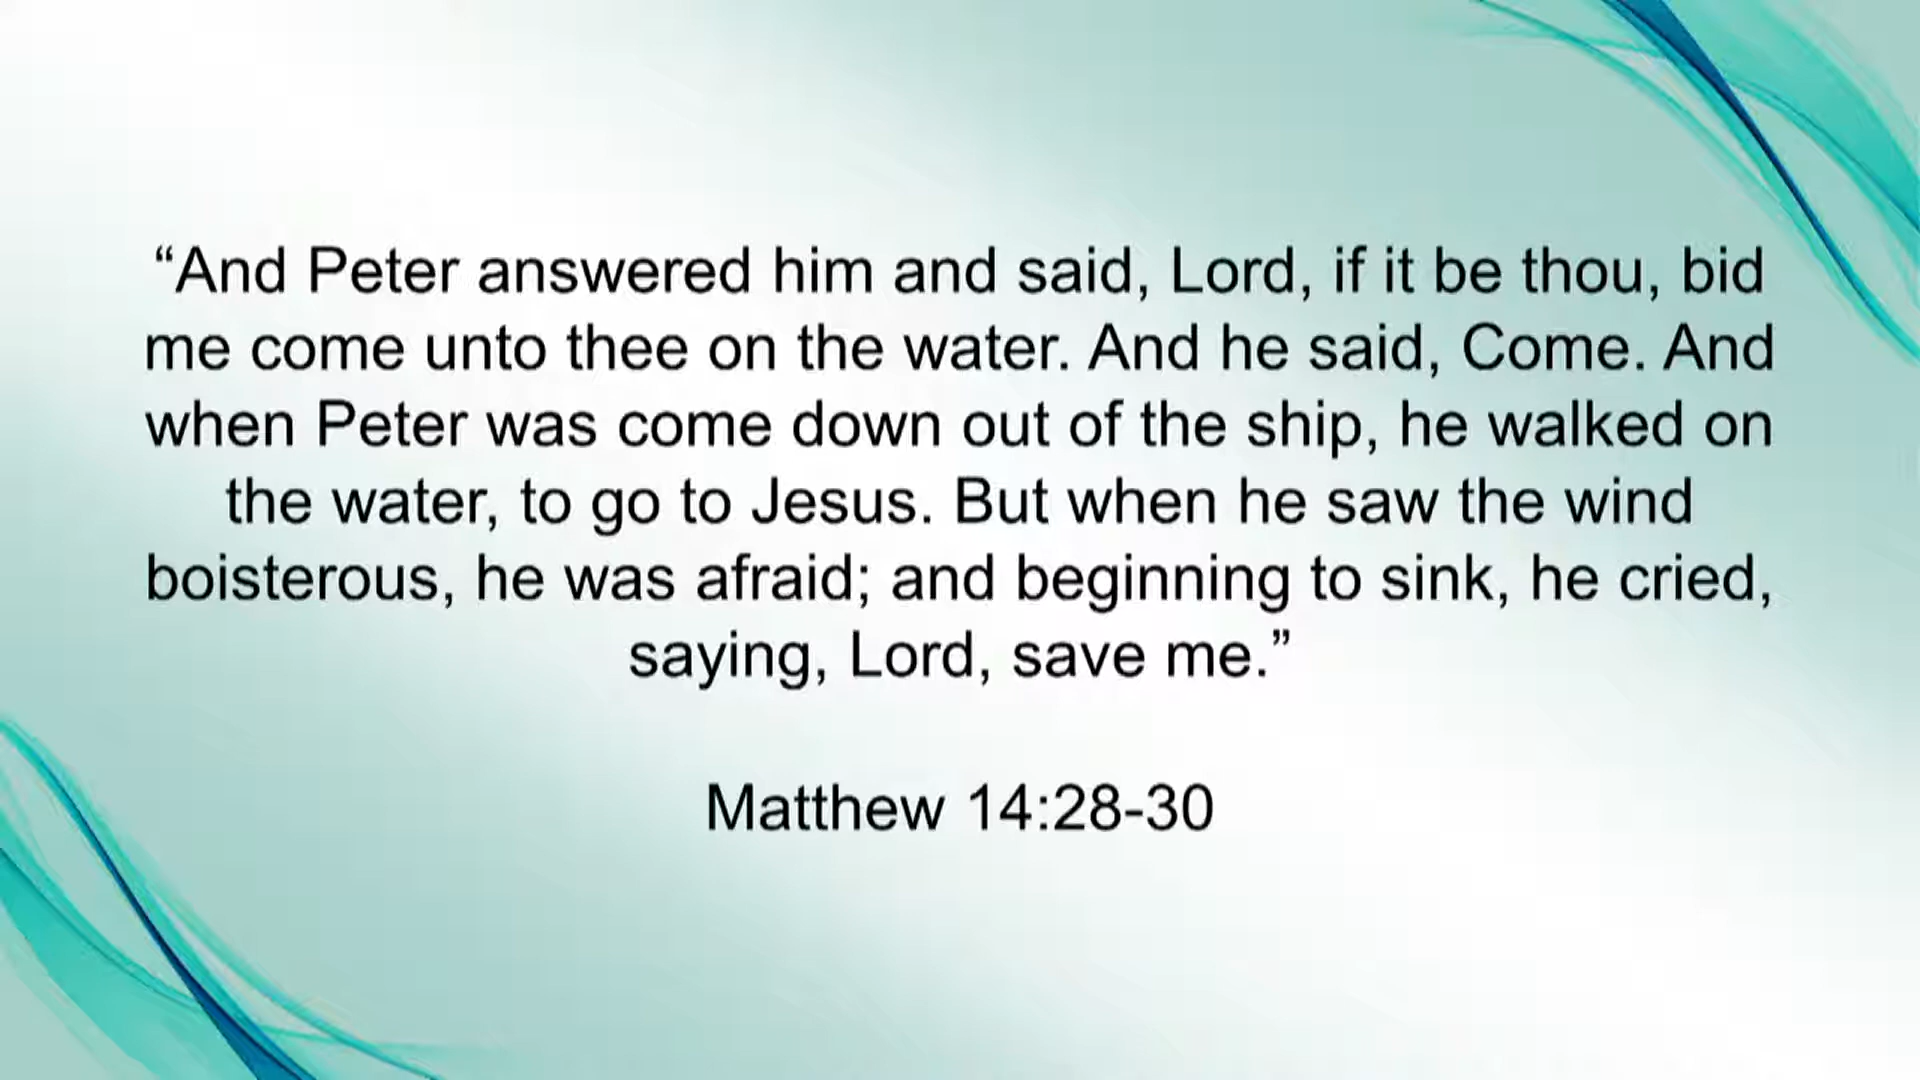 “And Peter answered him and said, Lord, if it be thou, bid
me come unto thee on the water. And he said, Come. And
when Peter was come down out of the ship, he walked on
the water, to go to Jesus. But when he saw the wind
boisterous, he was afraid; and beginning to sink, he cried,
saying, Lord, save me.”
Matthew 14:28-30